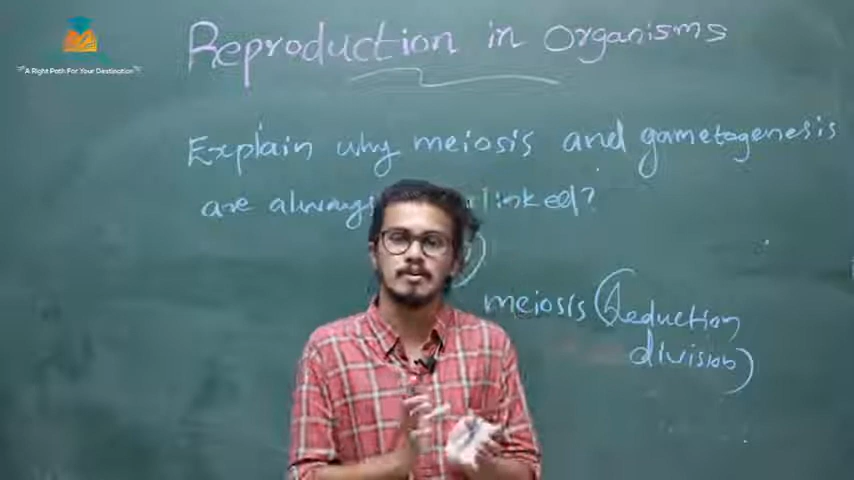 "A Right Path For Your Destination"
Reproduction in Organisms
Explain why meiosis and gametogenesis
are always linked?
meiosis (Reduction
division)